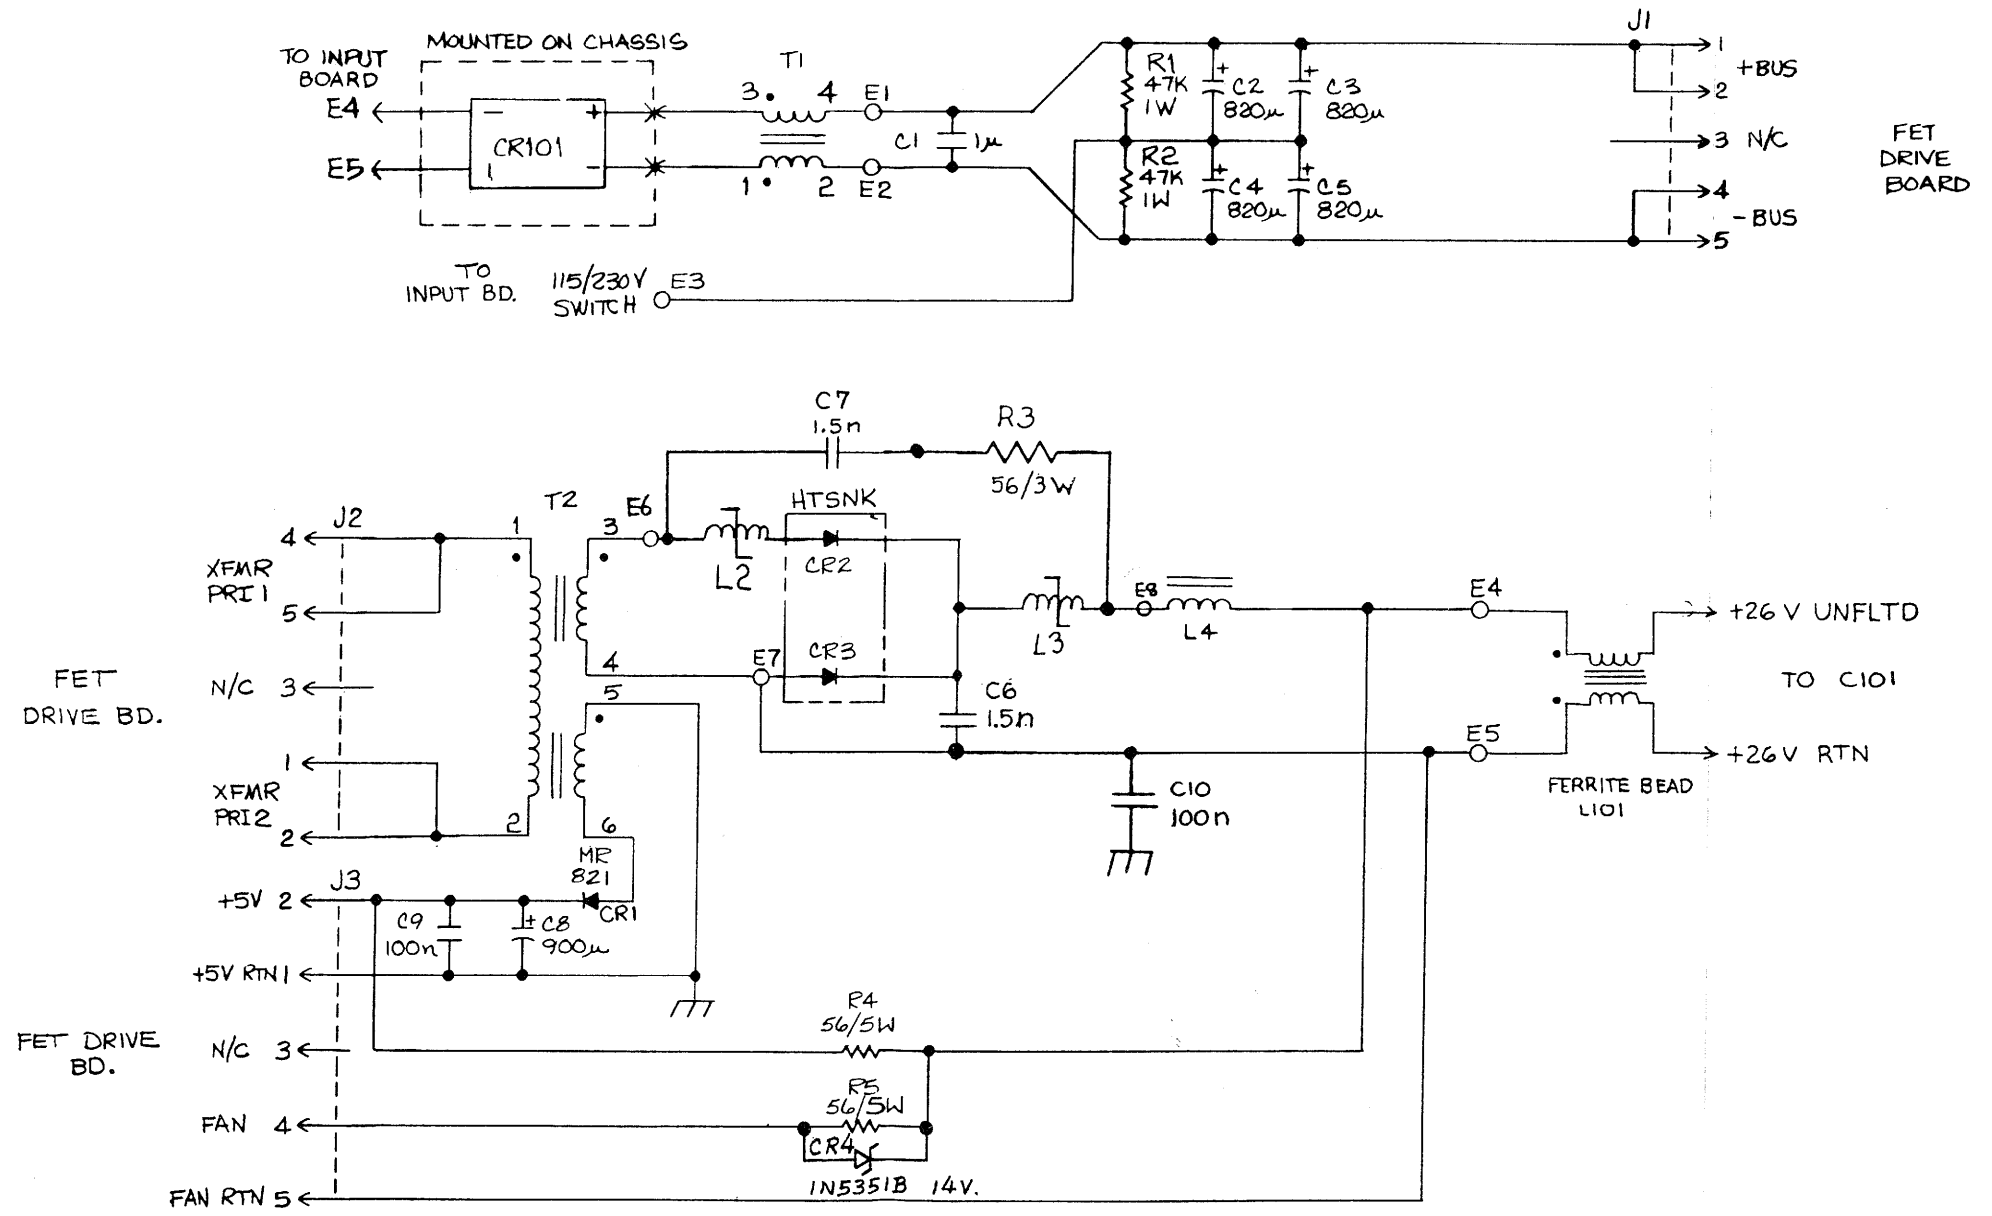 MOUNTED ON CHASSIS
TO INPUT
BOARD
E4
E5
CR101
+
-
T1
3
4
1
2
E1
E2
C1
1µ
R1
47K
1W
+
C2
820µ
+
C3
820µ
R2
47K
1W
+
C4
820µ
+
C5
820µ
J1
1
2
3
4
5
+BUS
N/C
-BUS
FET
DRIVE
BOARD
TO
INPUT BD.
115/230V
SWITCH
E3
C7
1.5n
R3
56/3W
HTSNK
T2
E6
J2
4
5
XFMR
PRI1
N/C 3
1
XFMR
PRI2
2
FET
DRIVE BD.
1
2
3
4
5
6
L2
CR2
CR3
E7
L3
E8
L4
C6
1.5n
C10
100n
E4
E5
+26V UNFLTD
TO C101
+26V RTN
FERRITE BEAD
L101
MR
821
CR1
J3
+5V 2
C9
100n
+
C8
900µ
+5V RTN 1
FET DRIVE
BD.
N/C 3
FAN 4
FAN RTN 5
R4
56/5W
R5
56/5W
CR4
1N5351B 14V.